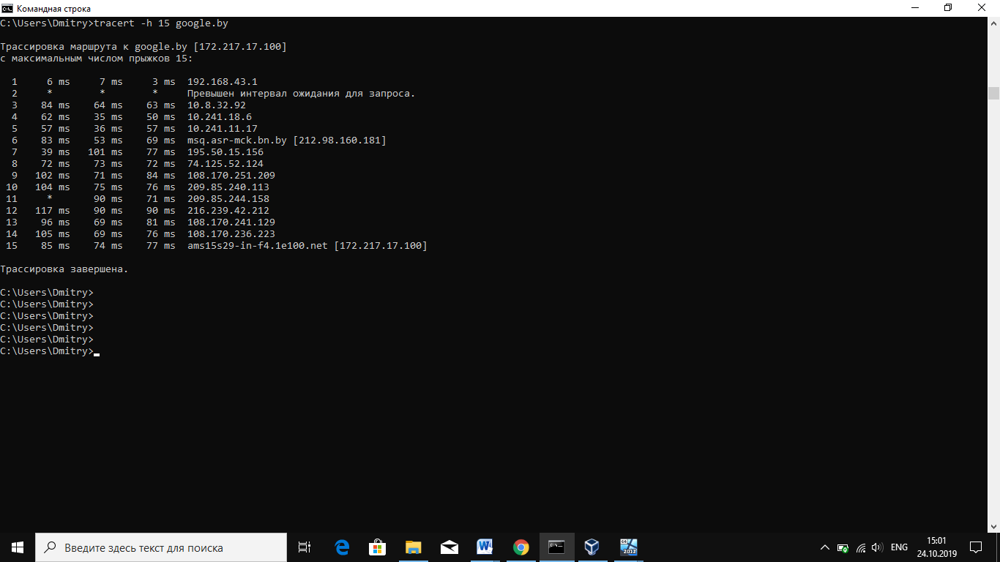 Командная строка
C:\Users\Dmitry>tracert -h 15 google.by
Трассировка маршрута к google.by [172.217.17.100]
с максимальным числом прыжков 15:
1 6 ms 7 ms 3 ms 192.168.43.1
2 * * * Превышен интервал ожидания для запроса.
3 84 ms 64 ms 63 ms 10.8.32.92
4 62 ms 35 ms 50 ms 10.241.18.6
5 57 ms 36 ms 57 ms 10.241.11.17
6 83 ms 53 ms 69 ms msq.asr-mck.bn.by [212.98.160.181]
7 39 ms 101 ms 77 ms 195.50.15.156
8 72 ms 73 ms 72 ms 74.125.52.124
9 102 ms 71 ms 84 ms 108.170.251.209
10 104 ms 75 ms 76 ms 209.85.240.113
11 * 90 ms 71 ms 209.85.244.158
12 117 ms 90 ms 90 ms 216.239.42.212
13 96 ms 69 ms 81 ms 108.170.241.129
14 105 ms 69 ms 76 ms 108.170.236.223
15 85 ms 74 ms 77 ms ams15s29-in-f4.1e100.net [172.217.17.100]
Трассировка завершена.
C:\Users\Dmitry>
C:\Users\Dmitry>
C:\Users\Dmitry>
C:\Users\Dmitry>
C:\Users\Dmitry>
C:\Users\Dmitry>
Введите здесь текст для поиска
2012
ENG
15:01
24.10.2019